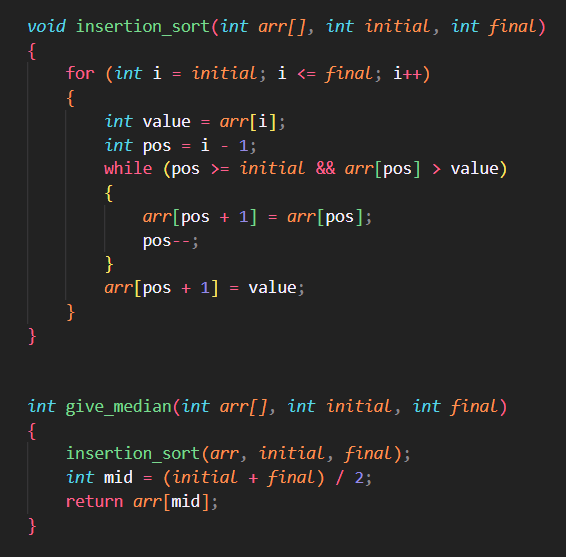 void insertion_sort(int arr[], int initial, int final)
{
    for (int i = initial; i <= final; i++)
    {
        int value = arr[i];
        int pos = i - 1;
        while (pos >= initial && arr[pos] > value)
        {
            arr[pos + 1] = arr[pos];
            pos--;
        }
        arr[pos + 1] = value;
    }
}
int give_median(int arr[], int initial, int final)
{
    insertion_sort(arr, initial, final);
    int mid = (initial + final) / 2;
    return arr[mid];
}